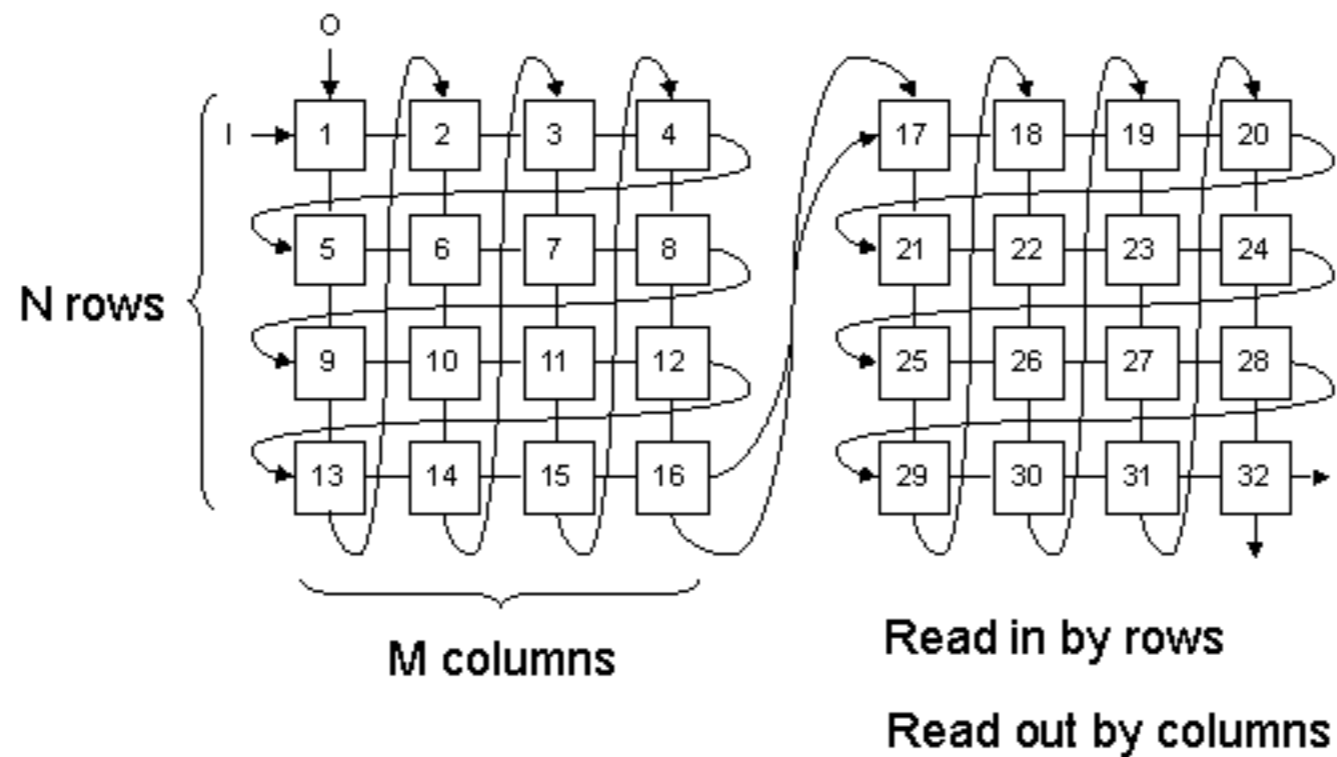 O
I 1 2 3 4 17 18 19 20
5 6 7 8 21 22 23 24
N rows
9 10 11 12 25 26 27 28
13 14 15 16 29 30 31 32
M columns
Read in by rows
Read out by columns